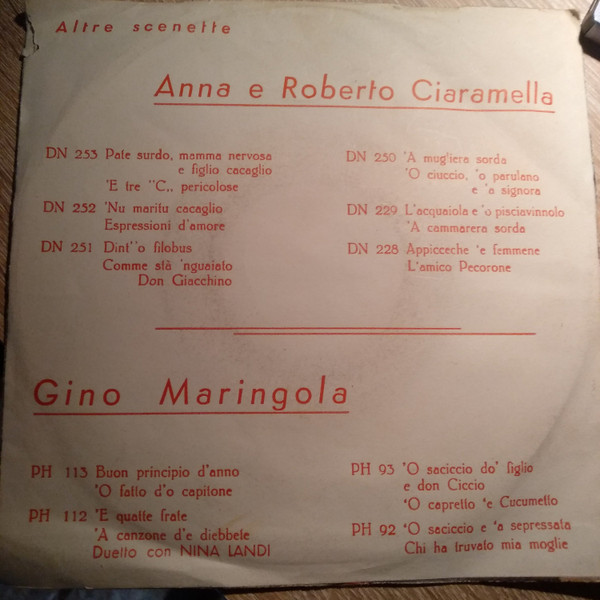 Altre scenette
Anna e Roberto Ciaramella
DN 253 Pate surdo, mamma nervosa
e figlio cacaglio
'E tre "C,, pericolose
DN 252 'Nu maritu cacaglio
Espressioni d'amore
DN 251 Dint''o filobus
Comme stà 'nguaiato
Don Giacchino
DN 230 'A mugliera sorda
'O ciuccio, 'o parulano
e 'a signora
DN 229 L'acquaiola e 'o pisciavinnolo
'A cammarera sorda
DN 228 Appicceche 'e femmene
L'amico Pecorone
Gino Maringola
PH 113 Buon principio d'anno
'O fatto d'o capitone
PH 112 'E quatte frate
'A canzone d'e diebbete
Duetto con NINA LANDI
PH 93 'O saciccio do' figlio
e don Ciccio
'O capretto 'e Cucumetto
PH 92 'O saciccio e 'a sepressata
Chi ha truvato mia moglie